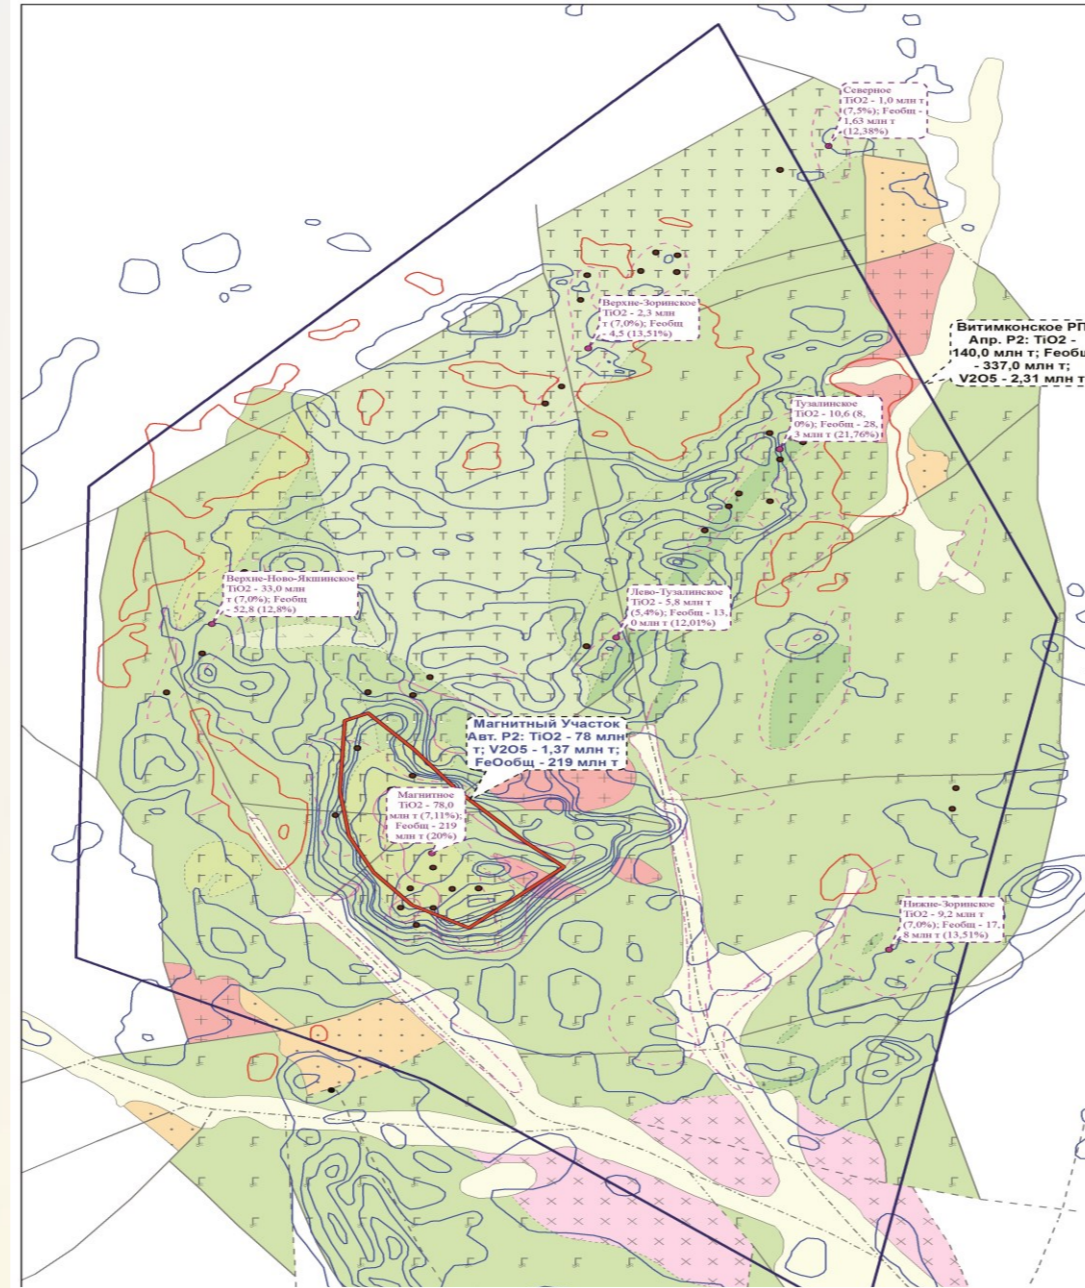 Северное
TiO2 - 1,0 млн т
(7,5%); Feобщ -
1,63 млн т
(12,38%)
Верхне-Зоринское
TiO2 - 2,3 млн
т (7,0%); Feобщ
- 4,5 (13,51%)
Витимконское РП
Апр. P2: TiO2 -
140,0 млн т; Feобщ
- 337,0 млн т;
V2O5 - 2,31 млн т
Тузалинское
TiO2 - 10,6 (8,
0%); Feобщ - 28,
3 млн т (21,76%)
Верхне-Ново-Якшинское
TiO2 - 33,0 млн
т (7,0%); Feобщ
- 52,8 (12,8%)
Лево-Тузалинское
TiO2 - 5,8 млн т
(5,4%); Feобщ - 13,
0 млн т (12,01%)
Магнитный Участок
Авт. P2: TiO2 - 78 млн
т; V2O5 - 1,37 млн т;
FeOобщ - 219 млн т
Магнитное
TiO2 - 78,0
млн т (7,11%);
Feобщ - 219
млн т (20%)
Нижне-Зоринское
TiO2 - 9,2 млн т
(7,0%); Feобщ - 17,
8 млн т (13,51%)